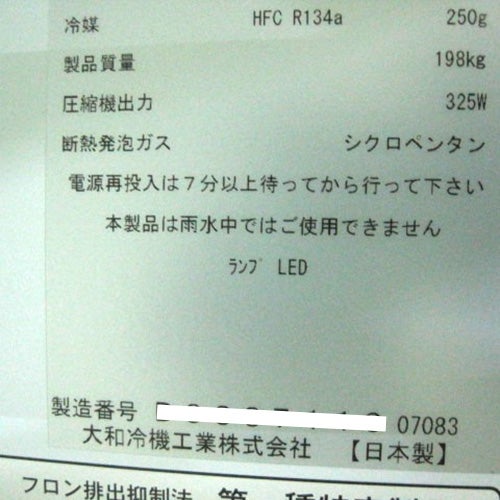 冷媒 HFC R134a 250g
製品質量 198kg
圧縮機出力 325W
断熱発泡ガス シクロペンタン
電源再投入は7分以上待ってから行って下さい
本製品は雨水中ではご使用できません
ﾗﾝﾌﾟ LED
製造番号 07083
大和冷機工業株式会社 【日本製】
フロン排出抑制法 第